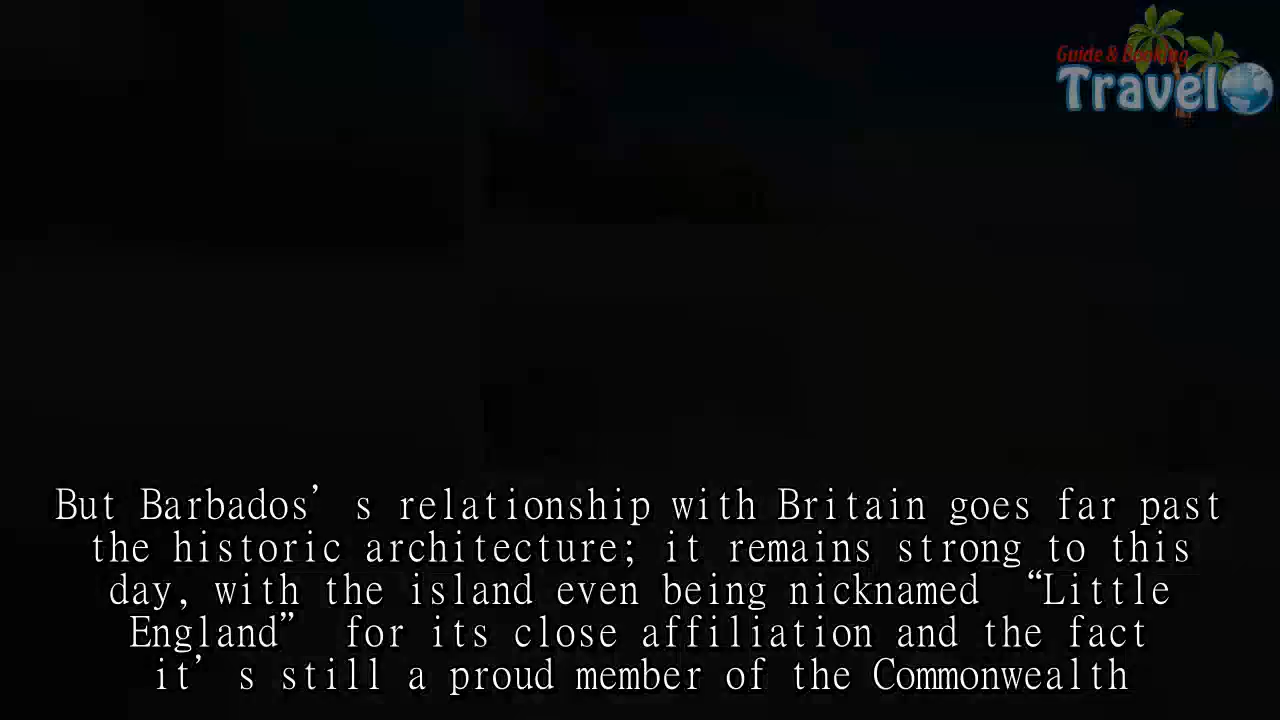 Guide & Booking
Travel
But Barbados’s relationship with Britain goes far past
the historic architecture; it remains strong to this
day, with the island even being nicknamed “Little
England” for its close affiliation and the fact
it’s still a proud member of the Commonwealth